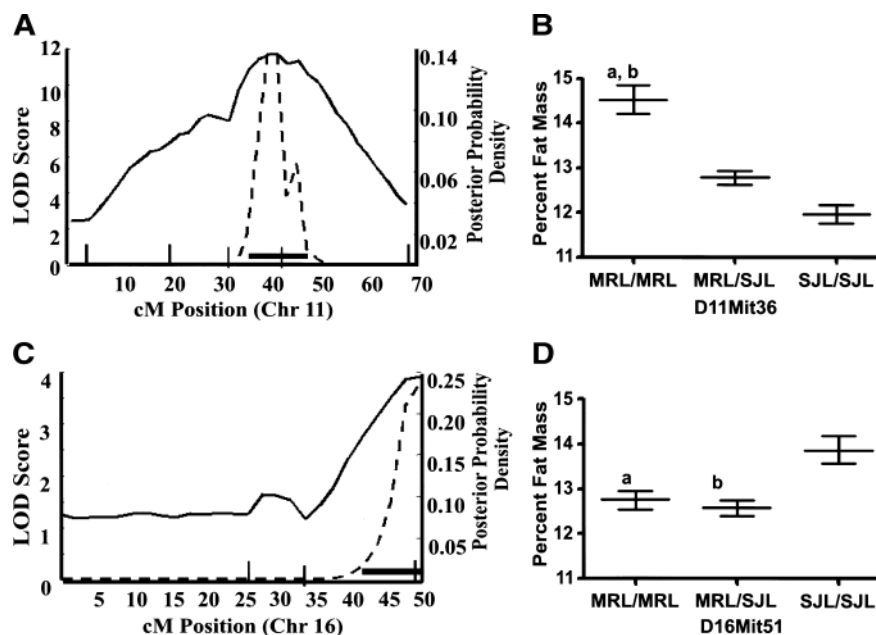 A
LOD Score
12
10
8
6
4
2
0
0.14
0.10
0.06
0.02
Posterior Probability
Density
10 20 30 40 50 60 70
cM Position (Chr 11)
B
Percent Fat Mass
15
14
13
12
11
a, b
MRL/MRL MRL/SJL SJL/SJL
D11Mit36
C
LOD Score
4
3
2
1
0
0.25
0.20
0.15
0.10
0.05
Posterior Probability
Density
5 10 15 20 25 30 35 40 45 50
cM Position (Chr 16)
D
Percent Fat Mass
15
14
13
12
11
a
b
MRL/MRL MRL/SJL SJL/SJL
D16Mit51